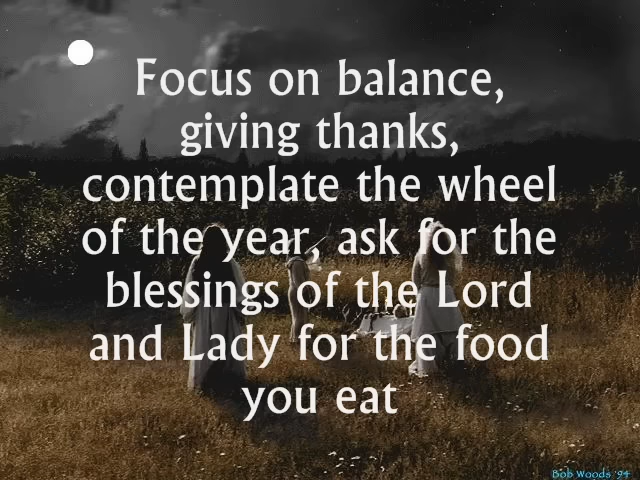 Focus on balance,
giving thanks,
contemplate the wheel
of the year, ask for the
blessings of the Lord
and Lady for the food
you eat
Bob Woods '94